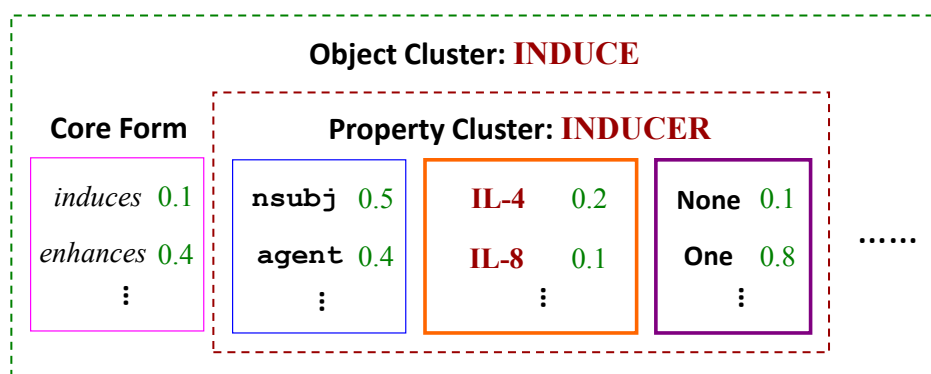 Object Cluster: INDUCE
Core Form
Property Cluster: INDUCER
induces 0.1
enhances 0.4
⋮
nsubj 0.5
agent 0.4
⋮
IL-4 0.2
IL-8 0.1
⋮
None 0.1
One 0.8
⋮
……